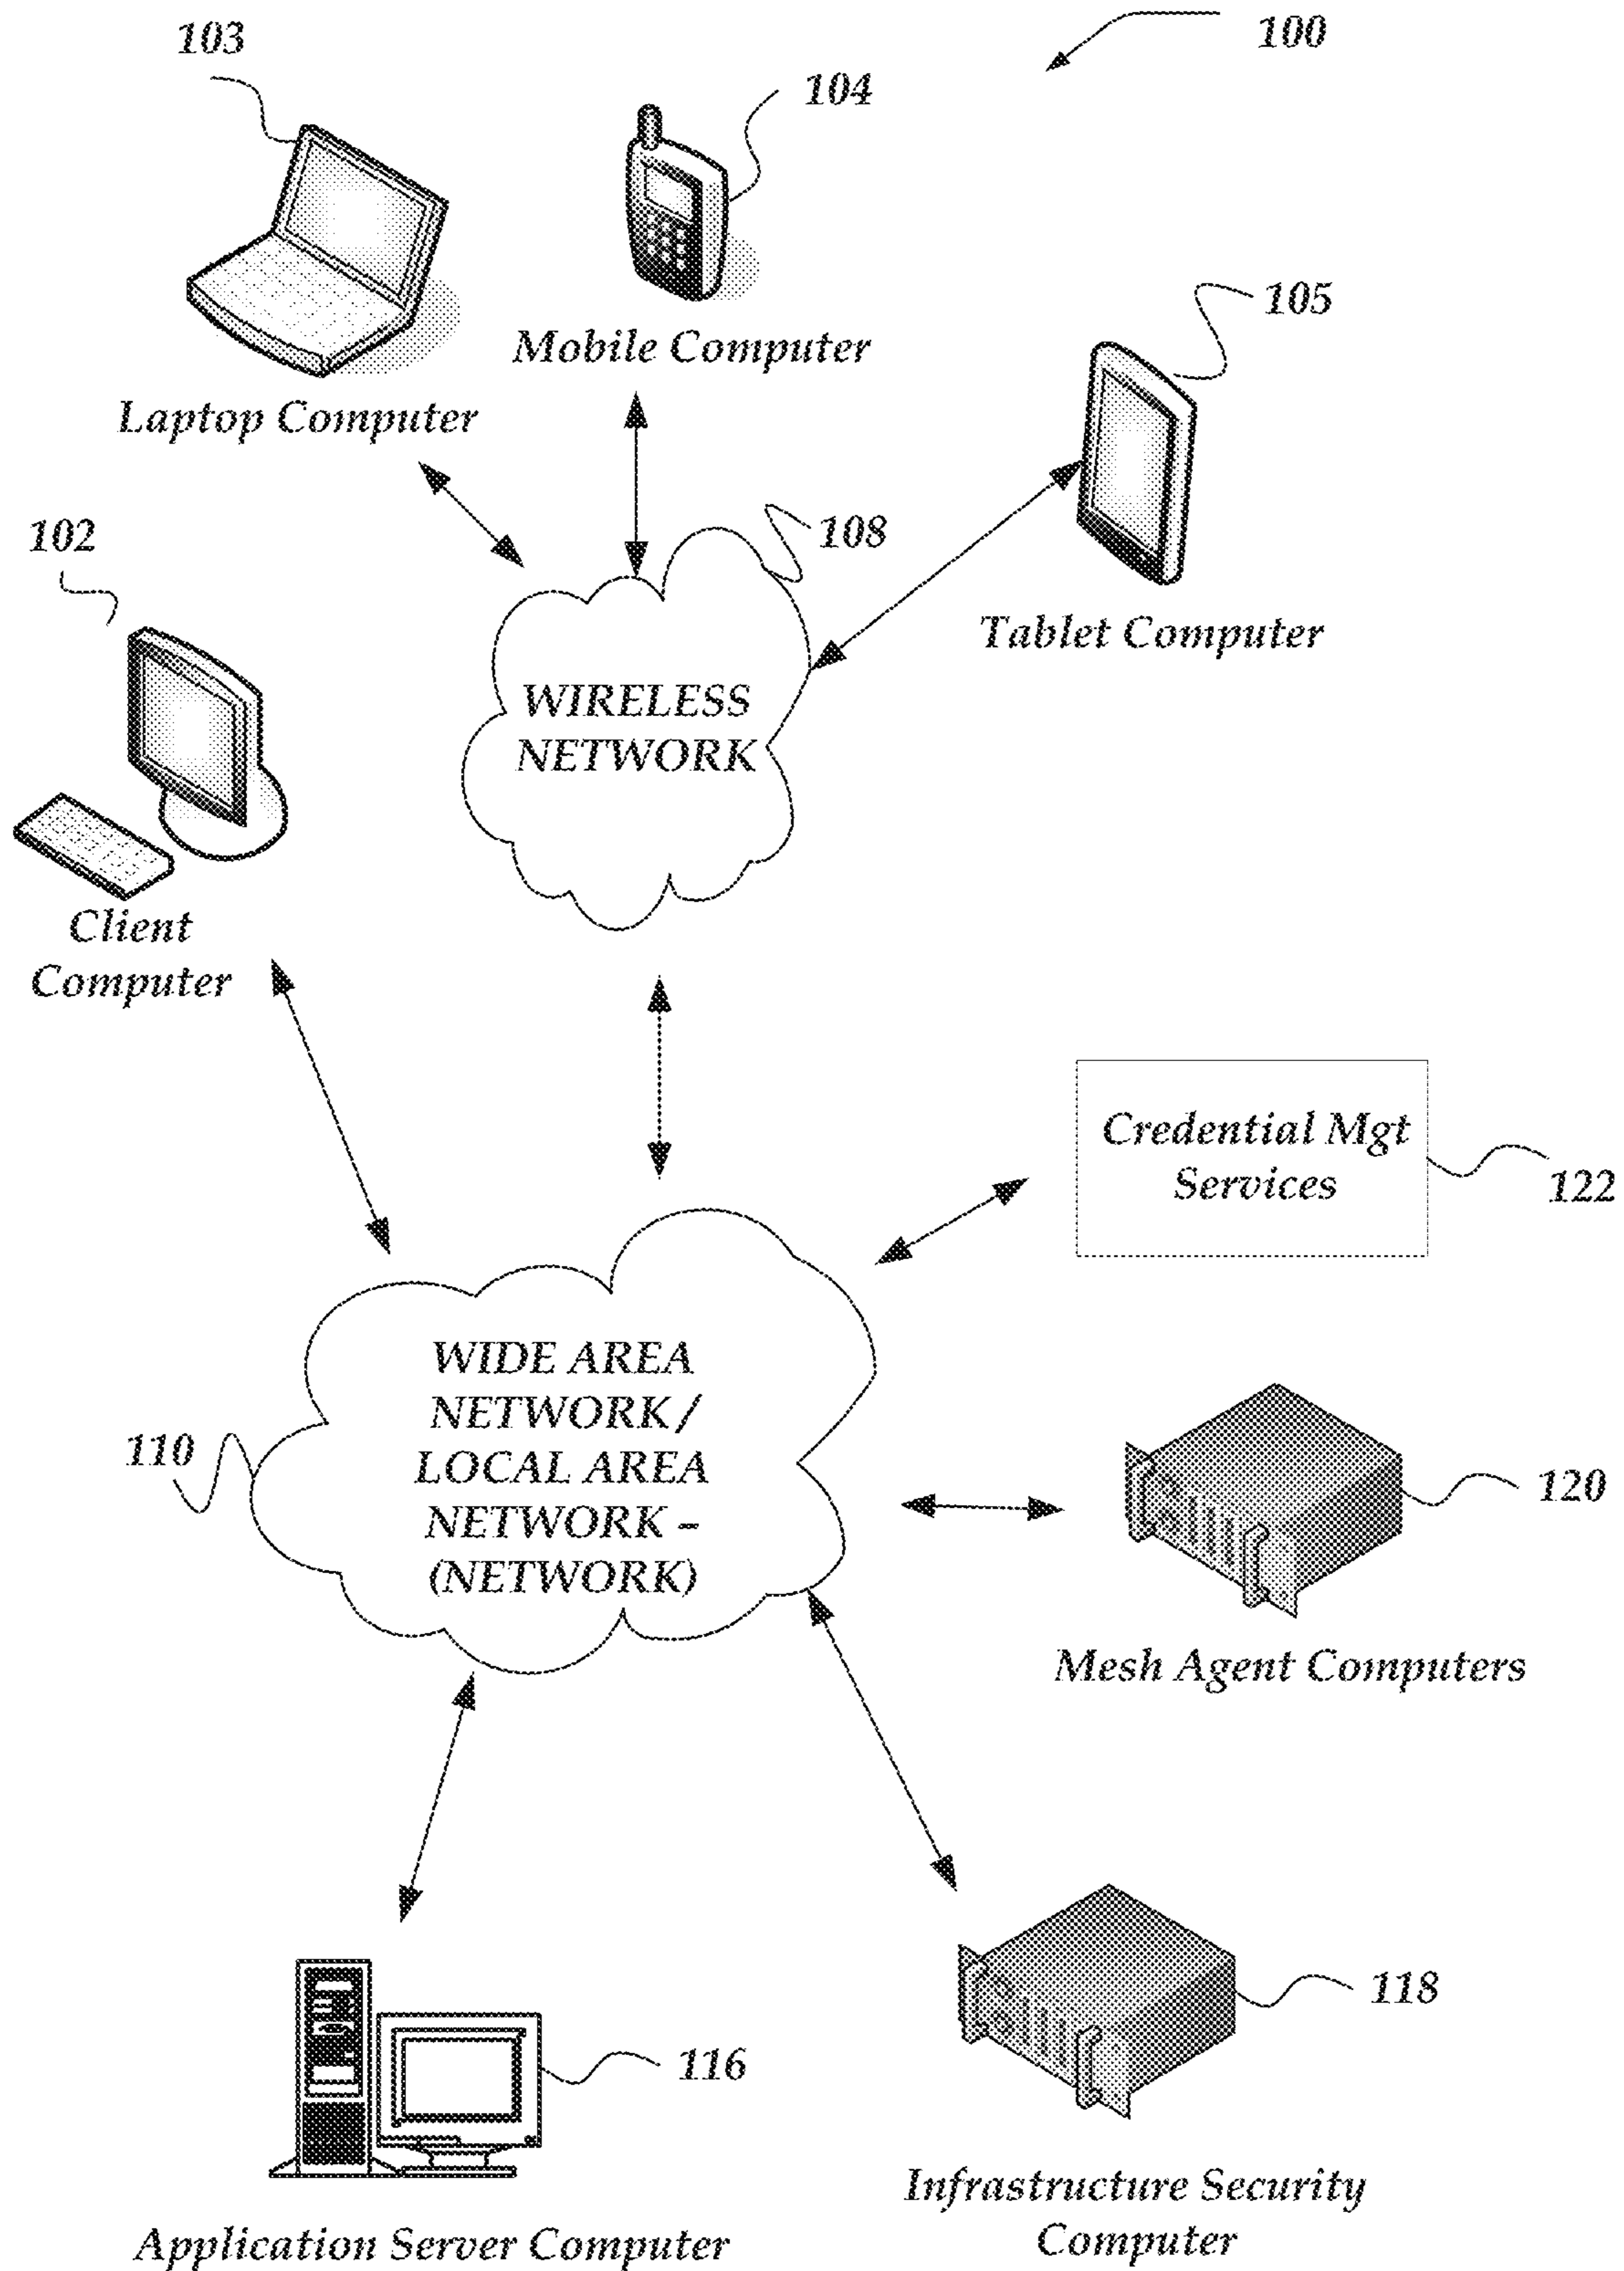 103
100
104
105
Mobile Computer
Laptop Computer
102
108
Tablet Computer
WIRELESS
NETWORK
Client
Computer
Credential Mgt
Services
122
WIDE AREA
NETWORK /
LOCAL AREA
NETWORK –
(NETWORK)
110
120
Mesh Agent Computers
118
116
Infrastructure Security
Computer
Application Server Computer